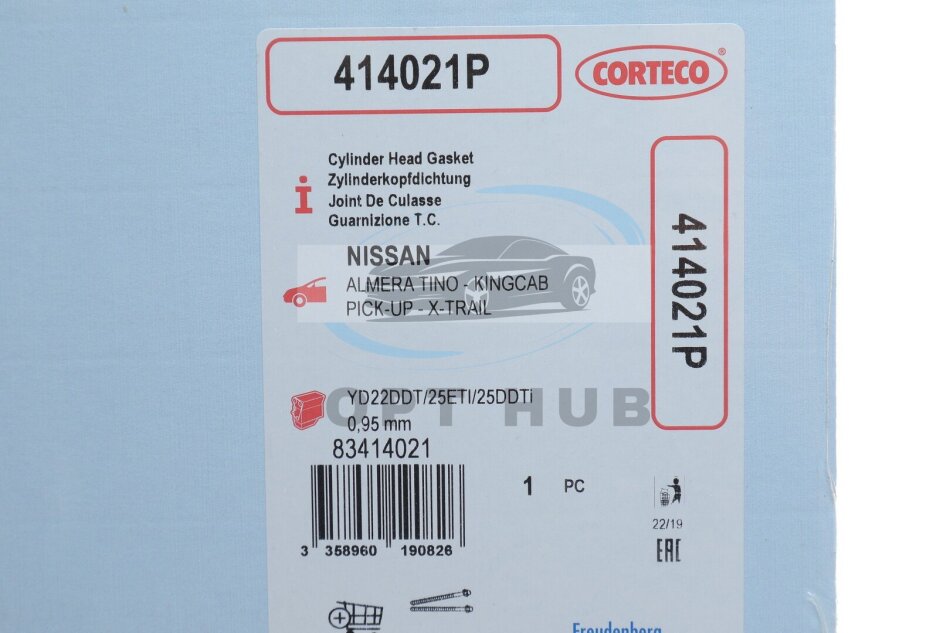 414021P
CORTECO
®
Cylinder Head Gasket
Zylinderkopfdichtung
Joint De Culasse
Guarnizione T.C.
NISSAN
ALMERA TINO - KINGCAB
PICK-UP - X-TRAIL
414021P
YD22DDT/25ETI/25DDTi
OPT HUB
0,95 mm
83414021
1 PC
3 358960 190826
22/19
EAC
Freudenberg